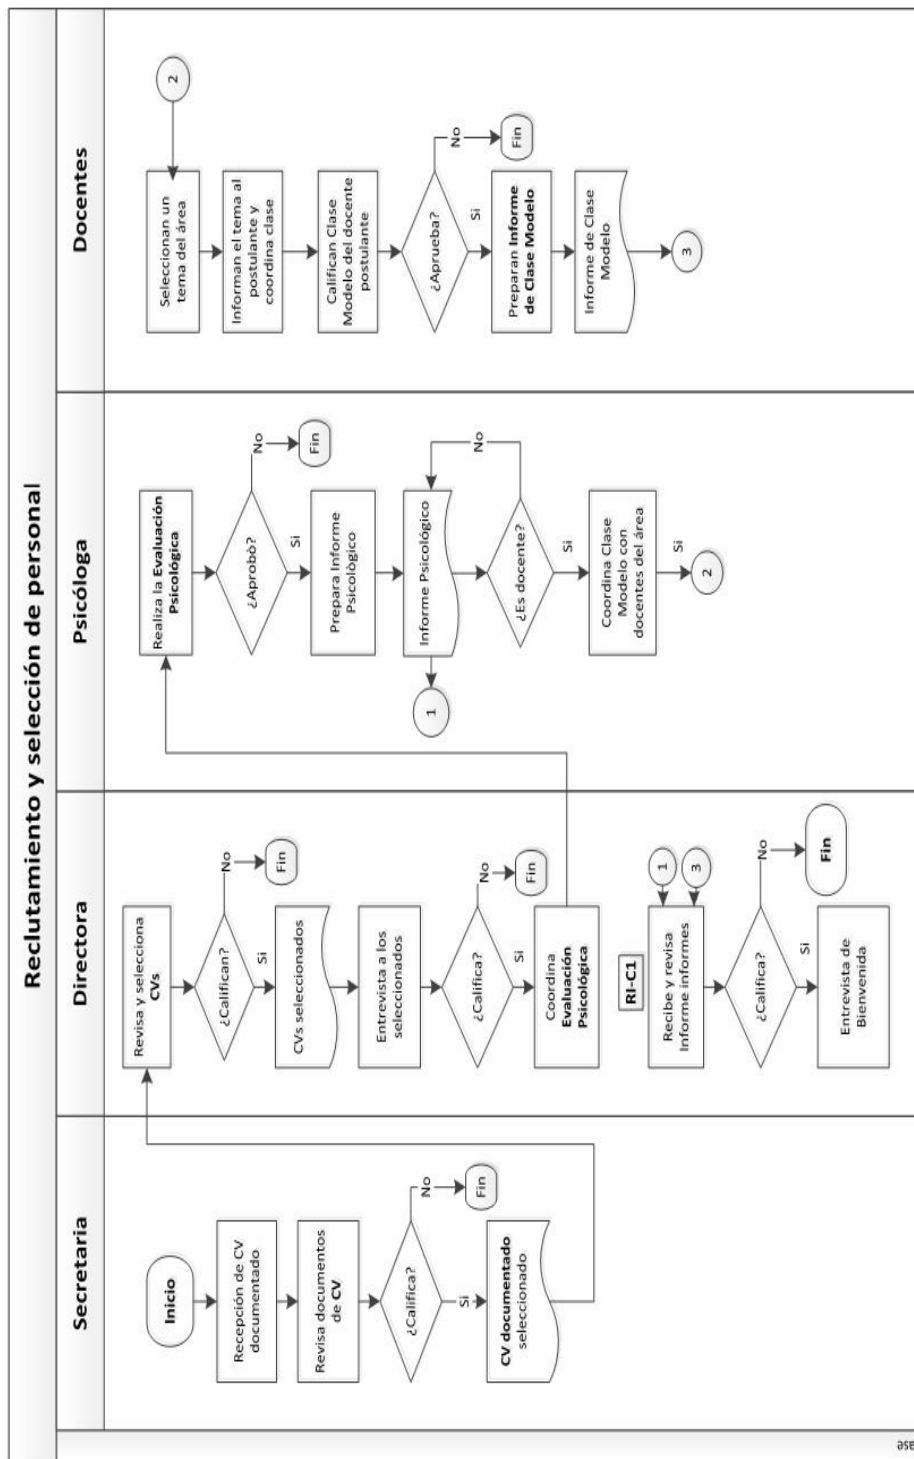 Reclutamiento y selección de personal
Secretaria
Directora
Psicóloga
Docentes
Inicio
Recepción de CV
documentado
Revisa documentos
de CV
¿Califica?
No
Fin
Si
CV documentado
seleccionado
Revisa y selecciona
CVs
¿Califican?
No
Fin
Si
CVs seleccionados
Entrevista a los
seleccionados
¿Califica?
No
Fin
Si
Coordina
Evaluación
Psicológica
RI-C1
Recibe y revisa
Informe informes
1
3
¿Califica?
No
Fin
Si
Entrevista de
Bienvenida
Realiza la Evaluación
Psicológica
¿Aprobò?
No
Fin
Si
Prepara Informe
Psicològico
Informe Psicológico
1
¿Es docente?
No
Si
Coordina Clase
Modelo con
docentes del área
Si
2
2
Seleccionan un
tema del área
Informan el tema al
postulante y
coordina clase
Califican Clase
Modelo del docente
postulante
¿Aprueba?
No
Fin
Si
Preparan Informe
de Clase Modelo
Informe de Clase
Modelo
3
ase